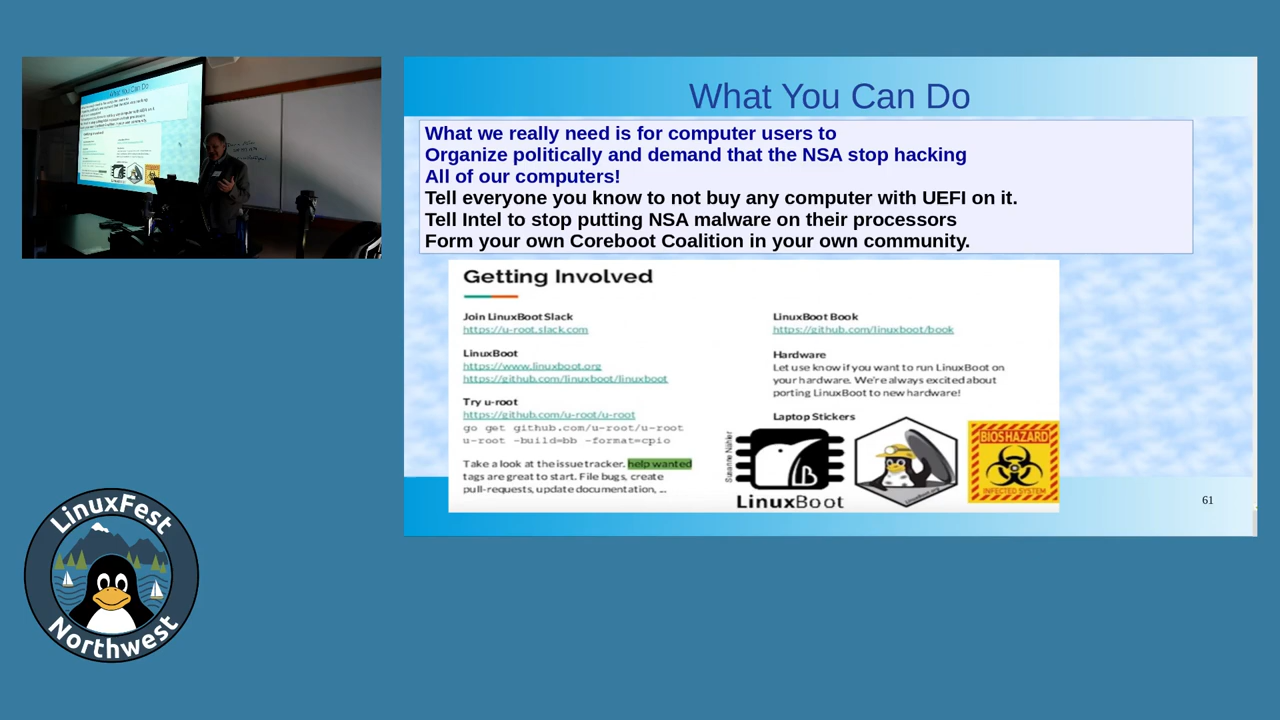 What You Can Do
What we really need is for computer users to
Organize politically and demand that the NSA stop hacking
All of our computers!
Tell everyone you know to not buy any computer with UEFI on it.
Tell Intel to stop putting NSA malware on their processors
Form your own Coreboot Coalition in your own community.
Getting Involved
Join LinuxBoot Slack
https://u-root.slack.com
LinuxBoot
https://www.linuxboot.org
https://github.com/linuxboot/linuxboot
Try u-root
https://github.com/u-root/u-root
go get github.com/u-root/u-root
u-root -build=bb -format=cpio
Take a look at the issue tracker. help wanted
tags are great to start. File bugs, create
pull-requests, update documentation, ...
LinuxBoot Book
https://github.com/linuxboot/book
Hardware
Let use know if you want to run LinuxBoot on
your hardware. We're always excited about
porting LinuxBoot to new hardware!
Laptop Stickers
Susanne Nähler
LinuxBoot
BIOSHAZARD
INFECTED SYSTEM
61
LinuxFest
Northwest